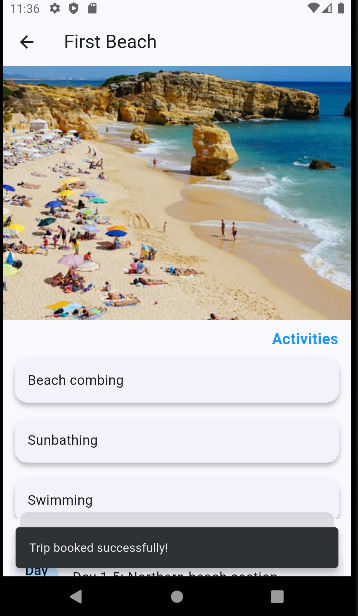 11:36
First Beach
Activities
Beach combing
Sunbathing
Swimming
Trip booked successfully!
Day
Day 1-5: Northern beach section